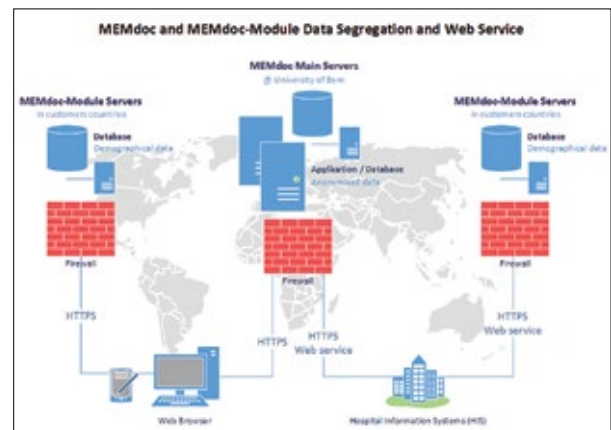 MEMdoc and MEMdoc-Module Data Segregation and Web Service
MEMdoc Main Servers
@ University of Bern
MEMdoc-Module Servers
in customers countries
Database
Demographical data
Application / Database
Anonymised data
MEMdoc-Module Servers
in customers countries
Database
Demographical data
Firewall
Firewall
Firewall
HTTPS
HTTPS
HTTPS
Web service
HTTPS
Web service
Web Browser
Hospital Information Systems (HIS)